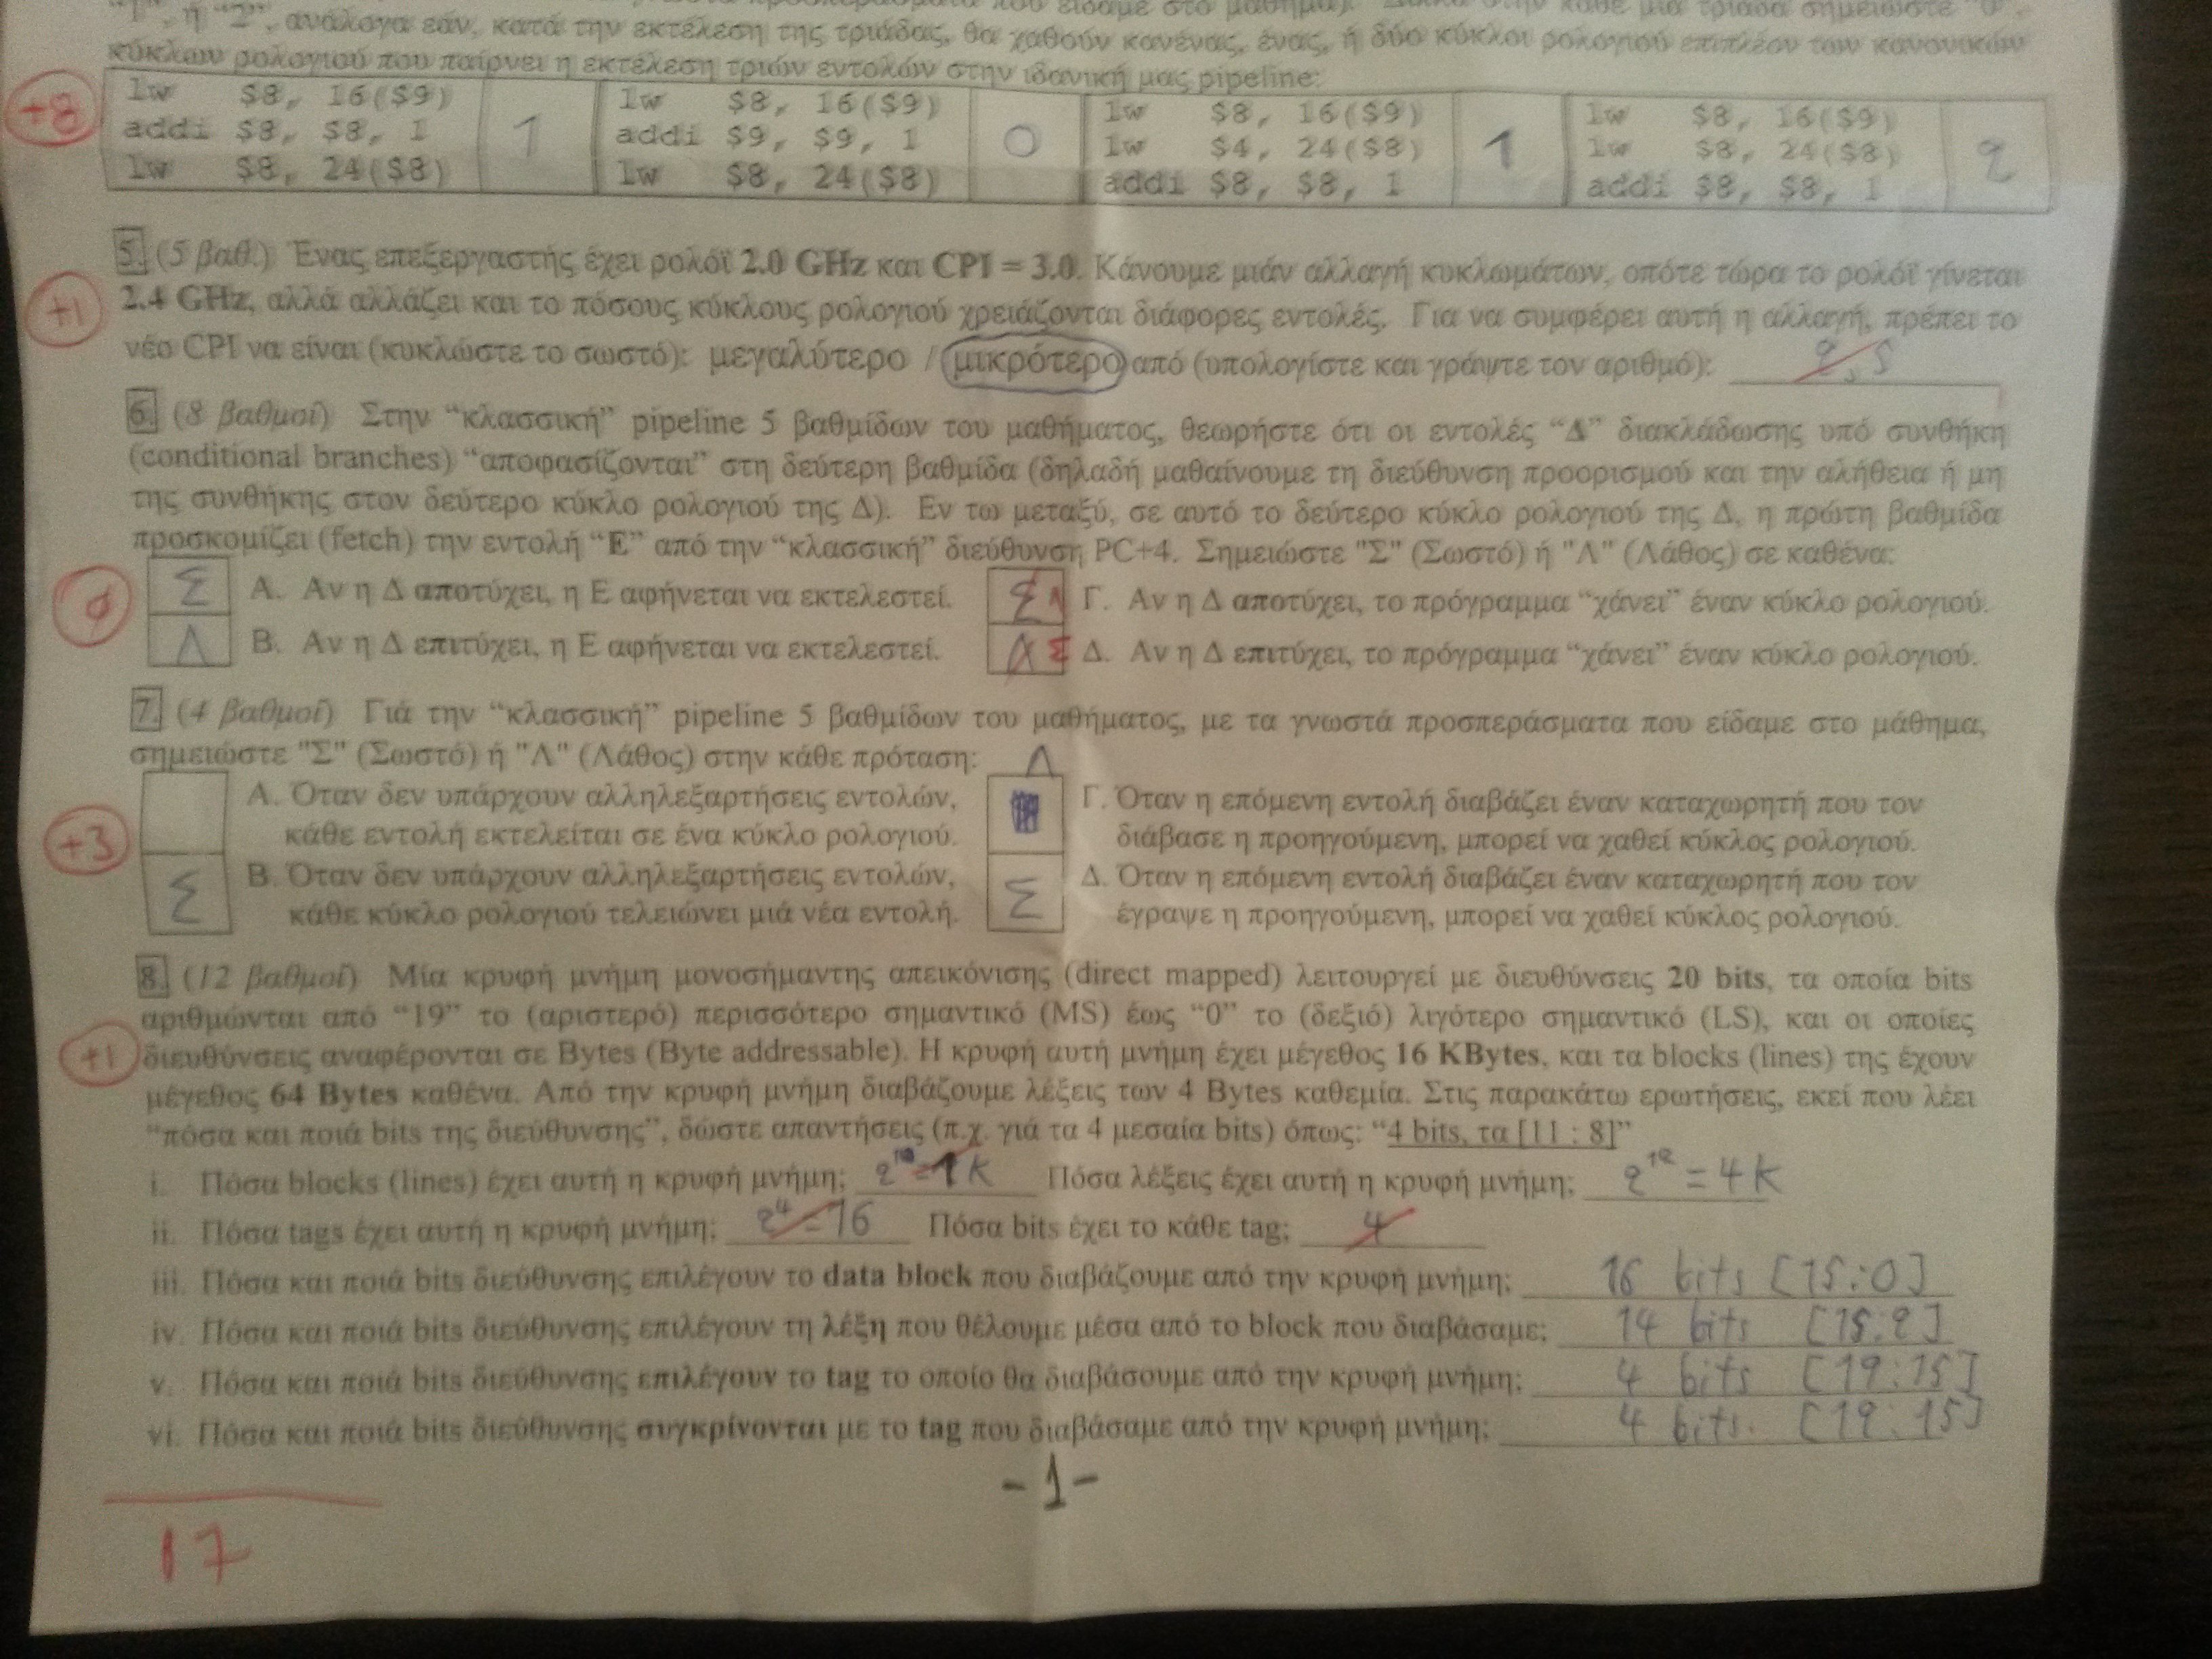 ή "2", ανάλογα εάν, κατά την εκτέλεση της τριάδας, θα χαθούν κανένας, ένας, ή δύο κύκλοι ρολογιού επιπλέον των κανονικών
κύκλων ρολογιού που παίρνει η εκτέλεση τριών εντολών στην ιδανική μας pipeline:
+8
lw $8, 16($9)
addi $8, $8, 1
lw $8, 24($8)
1
lw $8, 16($9)
addi $9, $9, 1
lw $8, 24($8)
0
lw $8, 16($9)
lw $4, 24($8)
addi $8, $8, 1
1
lw $8, 16($9)
lw $8, 24($8)
addi $8, $8, 1
2
5. (5 βαθ.) Ένας επεξεργαστής έχει ρολόϊ 2.0 GHz και CPI = 3.0. Κάνουμε μιάν αλλαγή κυκλωμάτων, οπότε τώρα το ρολόϊ γίνεται
+1 2.4 GHz, αλλά αλλάζει και το πόσους κύκλους ρολογιού χρειάζονται διάφορες εντολές. Για να συμφέρει αυτή η αλλαγή, πρέπει το
νέο CPI να είναι (κυκλώστε το σωστό): μεγαλύτερο / μικρότερο από (υπολογίστε και γράψτε τον αριθμό): 2,5
6. (8 βαθμοί) Στην "κλασσική" pipeline 5 βαθμίδων του μαθήματος, θεωρήστε ότι οι εντολές "Δ" διακλάδωσης υπό συνθήκη
(conditional branches) "αποφασίζονται" στη δεύτερη βαθμίδα (δηλαδή μαθαίνουμε τη διεύθυνση προορισμού και την αλήθεια ή μη
της συνθήκης στον δεύτερο κύκλο ρολογιού της Δ). Εν τω μεταξύ, σε αυτό το δεύτερο κύκλο ρολογιού της Δ, η πρώτη βαθμίδα
προσκομίζει (fetch) την εντολή "Ε" από την "κλασσική" διεύθυνση PC+4. Σημειώστε "Σ" (Σωστό) ή "Λ" (Λάθος) σε καθένα:
Σ Α. Αν η Δ αποτύχει, η Ε αφήνεται να εκτελεστεί. Σ Λ Γ. Αν η Δ αποτύχει, το πρόγραμμα "χάνει" έναν κύκλο ρολογιού.
Λ Β. Αν η Δ επιτύχει, η Ε αφήνεται να εκτελεστεί. Λ Σ Δ. Αν η Δ επιτύχει, το πρόγραμμα "χάνει" έναν κύκλο ρολογιού.
7. (4 βαθμοί) Γιά την "κλασσική" pipeline 5 βαθμίδων του μαθήματος, με τα γνωστά προσπεράσματα που είδαμε στο μάθημα,
σημειώστε "Σ" (Σωστό) ή "Λ" (Λάθος) στην κάθε πρόταση: Λ
+3
Α. Όταν δεν υπάρχουν αλληλεξαρτήσεις εντολών,
κάθε εντολή εκτελείται σε ένα κύκλο ρολογιού.
Σ Β. Όταν δεν υπάρχουν αλληλεξαρτήσεις εντολών,
κάθε κύκλο ρολογιού τελειώνει μιά νέα εντολή.
Γ. Όταν η επόμενη εντολή διαβάζει έναν καταχωρητή που τον
διάβασε η προηγούμενη, μπορεί να χαθεί κύκλος ρολογιού.
Σ Δ. Όταν η επόμενη εντολή διαβάζει έναν καταχωρητή που τον
έγραψε η προηγούμενη, μπορεί να χαθεί κύκλος ρολογιού.
8. (12 βαθμοί) Μία κρυφή μνήμη μονοσήμαντης απεικόνισης (direct mapped) λειτουργεί με διευθύνσεις 20 bits, τα οποία bits
αριθμώνται από "19" το (αριστερό) περισσότερο σημαντικό (MS) έως "0" το (δεξιό) λιγότερο σημαντικό (LS), και οι οποίες
+1 διευθύνσεις αναφέρονται σε Bytes (Byte addressable). Η κρυφή αυτή μνήμη έχει μέγεθος 16 KBytes, και τα blocks (lines) της έχουν
μέγεθος 64 Bytes καθένα. Από την κρυφή μνήμη διαβάζουμε λέξεις των 4 Bytes καθεμία. Στις παρακάτω ερωτήσεις, εκεί που λέει
"πόσα και ποιά bits της διεύθυνσης", δώστε απαντήσεις (π.χ. γιά τα 4 μεσαία bits) όπως: "4 bits, τα [11 : 8]"
i. Πόσα blocks (lines) έχει αυτή η κρυφή μνήμη; 2^10 = 1K Πόσα λέξεις έχει αυτή η κρυφή μνήμη; 2^12 = 4K
ii. Πόσα tags έχει αυτή η κρυφή μνήμη; 2^4 = 16 Πόσα bits έχει το κάθε tag; 4
iii. Πόσα και ποιά bits διεύθυνσης επιλέγουν το data block που διαβάζουμε από την κρυφή μνήμη; 16 bits [15:0]
iv. Πόσα και ποιά bits διεύθυνσης επιλέγουν τη λέξη που θέλουμε μέσα από το block που διαβάσαμε; 14 bits [15:2]
v. Πόσα και ποιά bits διεύθυνσης επιλέγουν το tag το οποίο θα διαβάσουμε από την κρυφή μνήμη; 4 bits [19:15]
vi. Πόσα και ποιά bits διεύθυνσης συγκρίνονται με το tag που διαβάσαμε από την κρυφή μνήμη; 4 bits. [19:15]
- 1 -
17